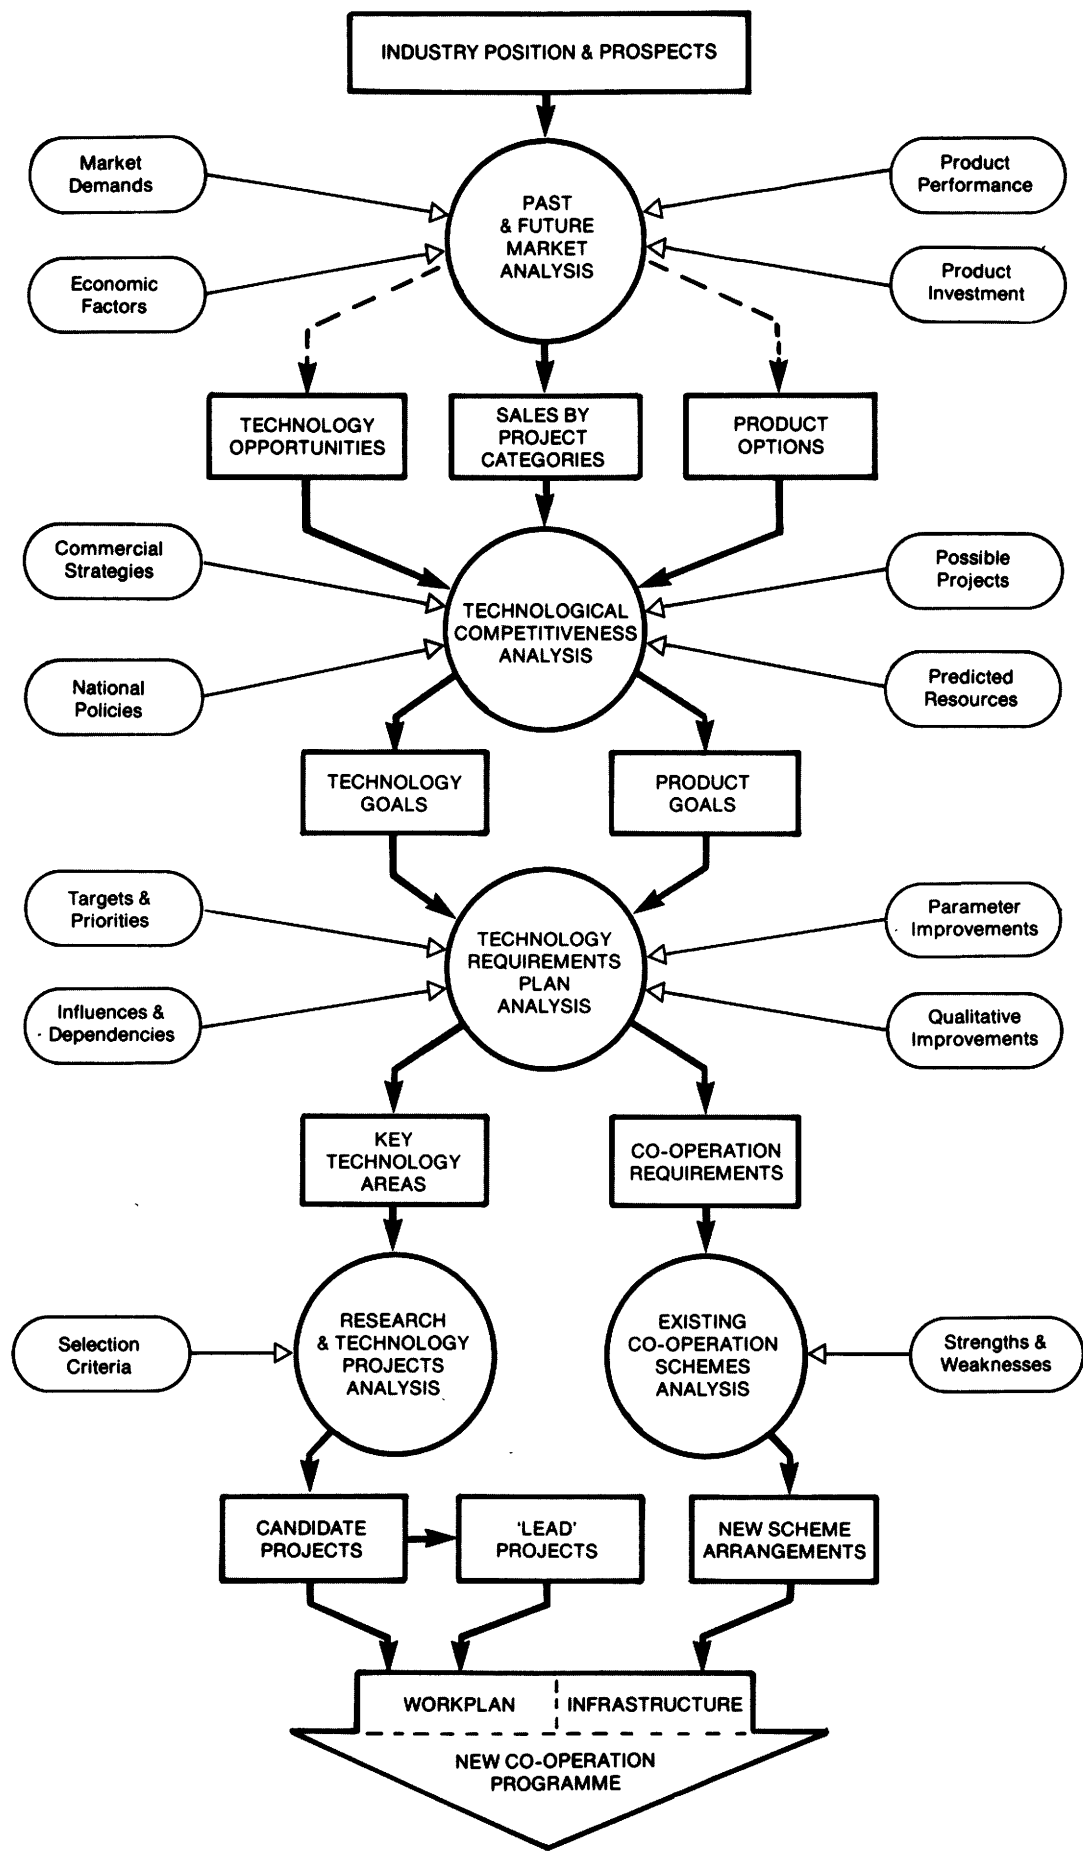 INDUSTRY POSITION & PROSPECTS
Market
Demands
Product
Performance
PAST
& FUTURE
MARKET
ANALYSIS
Economic
Factors
Product
Investment
TECHNOLOGY
OPPORTUNITIES
SALES BY
PROJECT
CATEGORIES
PRODUCT
OPTIONS
Commercial
Strategies
Possible
Projects
TECHNOLOGICAL
COMPETITIVENESS
ANALYSIS
National
Policies
Predicted
Resources
TECHNOLOGY
GOALS
PRODUCT
GOALS
Targets &
Priorities
Parameter
Improvements
TECHNOLOGY
REQUIREMENTS
PLAN
ANALYSIS
Influences &
Dependencies
Qualitative
Improvements
KEY
TECHNOLOGY
AREAS
CO-OPERATION
REQUIREMENTS
Selection
Criteria
RESEARCH
& TECHNOLOGY
PROJECTS
ANALYSIS
EXISTING
CO-OPERATION
SCHEMES
ANALYSIS
Strengths &
Weaknesses
CANDIDATE
PROJECTS
'LEAD'
PROJECTS
NEW SCHEME
ARRANGEMENTS
WORKPLAN
INFRASTRUCTURE
NEW CO-OPERATION
PROGRAMME